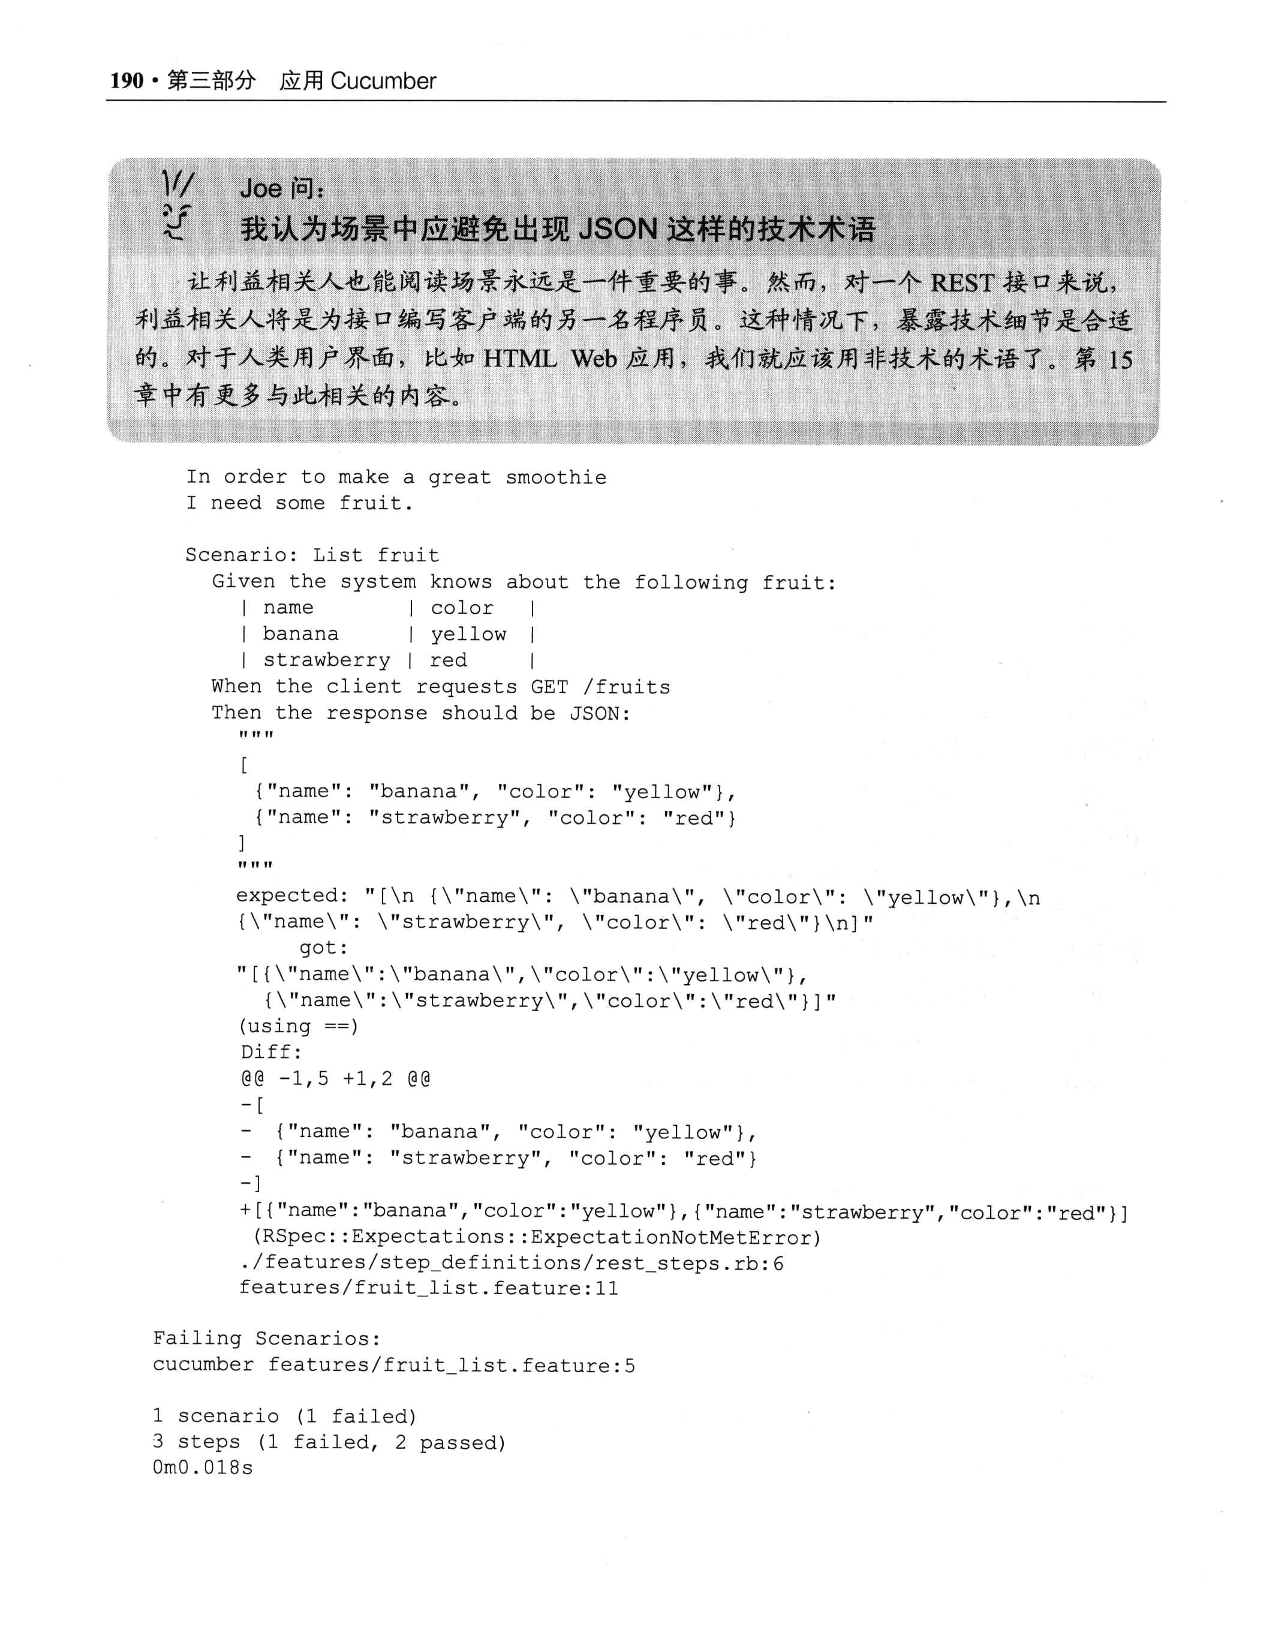 190·第三部分 应用 Cucumber
Joe 问：
我认为场景中应避免出现 JSON 这样的技术术语
让利益相关人也能阅读场景永远是一件重要的事。然而，对一个 REST 接口来说，
利益相关人将是为接口编写客户端的另一名程序员。这种情况下，暴露技术细节是合适
的。对于人类用户界面，比如 HTML Web 应用，我们就应该用非技术的术语了。第 15
章中有更多与此相关的内容。
In order to make a great smoothie
I need some fruit.
Scenario: List fruit
Given the system knows about the following fruit:
| name | color |
| banana | yellow |
| strawberry | red |
When the client requests GET /fruits
Then the response should be JSON:
"""
[
{"name": "banana", "color": "yellow"},
{"name": "strawberry", "color": "red"}
]
"""
expected: "[\n {\"name\": \"banana\", \"color\": \"yellow\"},\n
{\"name\": \"strawberry\", \"color\": \"red\"}\n]"
got:
"[{\"name\":\"banana\",\"color\":\"yellow\"},
{\"name\":\"strawberry\",\"color\":\"red\"}]"
(using ==)
Diff:
@@ -1,5 +1,2 @@
-[
- {"name": "banana", "color": "yellow"},
- {"name": "strawberry", "color": "red"}
-]
+[{"name":"banana","color":"yellow"},{"name":"strawberry","color":"red"}]
(RSpec::Expectations::ExpectationNotMetError)
./features/step_definitions/rest_steps.rb:6
features/fruit_list.feature:11
Failing Scenarios:
cucumber features/fruit_list.feature:5
1 scenario (1 failed)
3 steps (1 failed, 2 passed)
0m0.018s